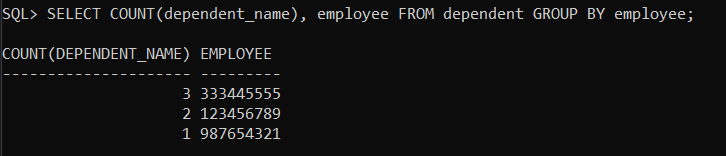 SQL> SELECT COUNT(dependent_name), employee FROM dependent GROUP BY employee;
COUNT(DEPENDENT_NAME) EMPLOYEE
--------------------- ---------
3 333445555
2 123456789
1 987654321